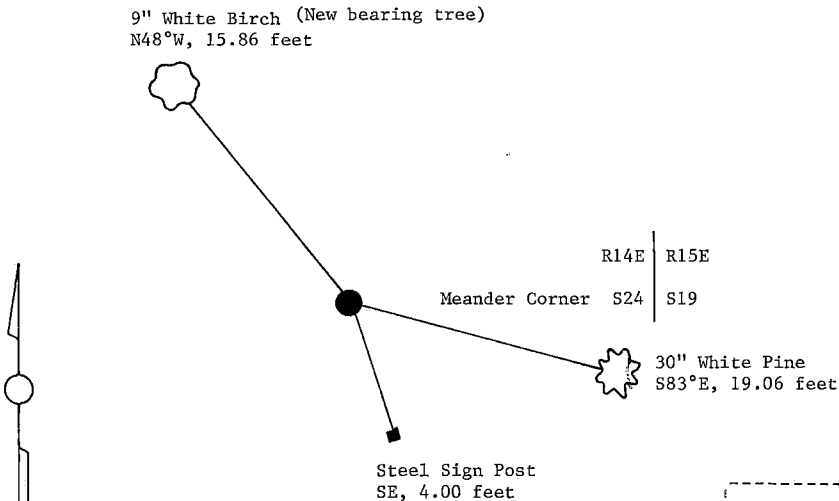 9" White Birch (New bearing tree)
N48°W, 15.86 feet
R14E R15E
Meander Corner S24 S19
30" White Pine
S83°E, 19.06 feet
Steel Sign Post
SE, 4.00 feet